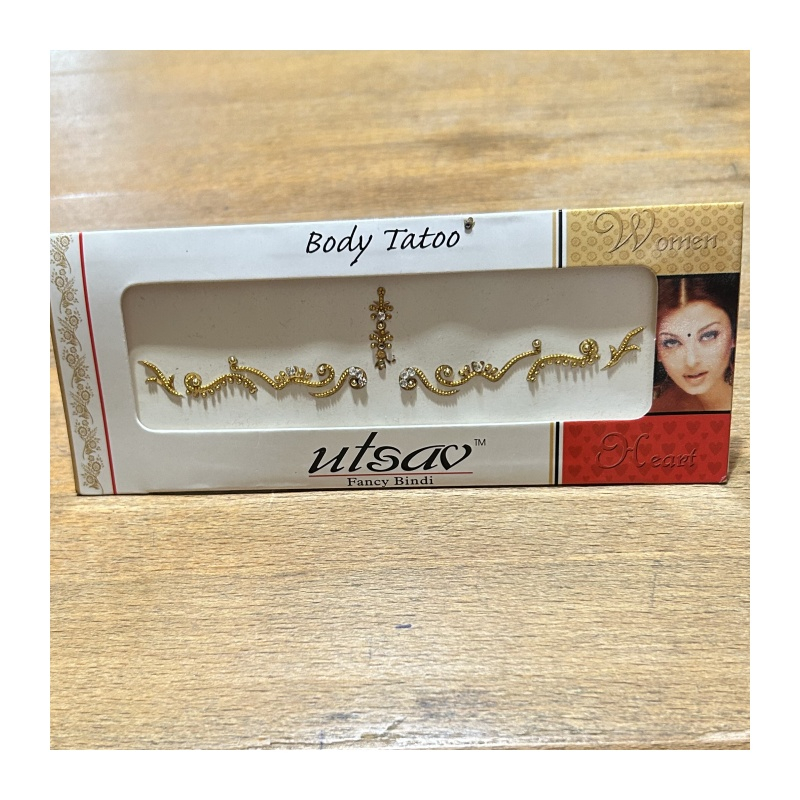 Body Tatoo
Women
utsav™
Fancy Bindi
Heart